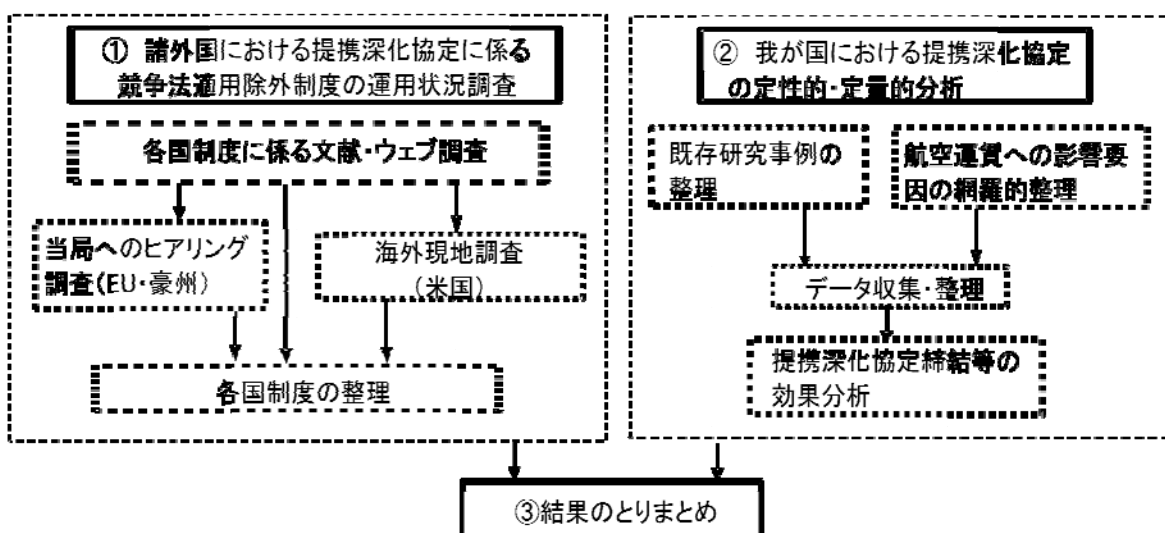 ① 諸外国における提携深化協定に係る
競争法適用除外制度の運用状況調査
各国制度に係る文献・ウェブ調査
当局へのヒアリング
調査(EU・豪州)
海外現地調査
(米国)
各国制度の整理
② 我が国における提携深化協定
の定性的・定量的分析
既存研究事例の
整理
航空運賃への影響要
因の網羅的整理
データ収集・整理
提携深化協定締結等の
効果分析
③結果のとりまとめ